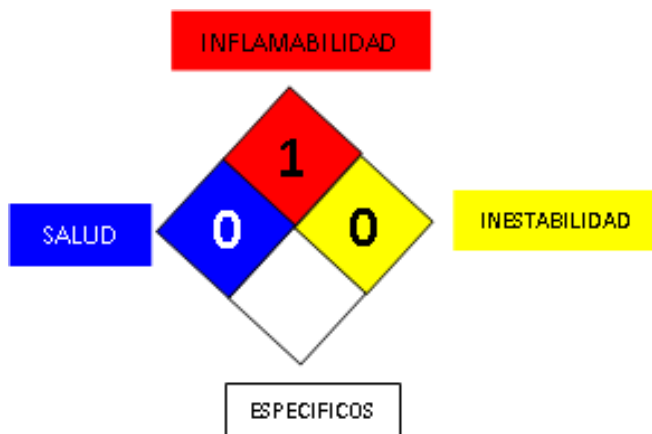 INFLAMABILIDAD
1
SALUD
0
0
INESTABILIDAD
ESPECIFICOS